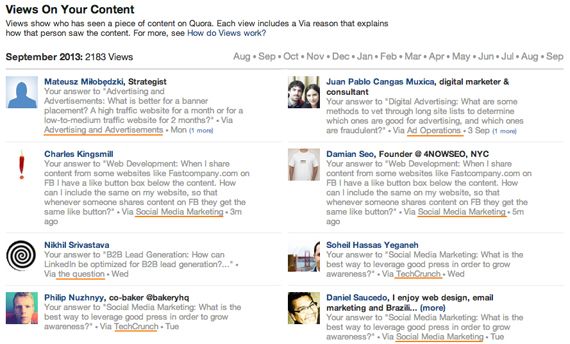 Views On Your Content
Views show who has seen a piece of content on Quora. Each view includes a Via reason that explains
how that person saw the content. For more, see How do Views work?
September 2013: 2183 Views
Aug • Sep • Oct • Nov • Dec • Jan • Feb • Mar • Apr • May • Jun • Jul • Aug • Sep
Mateusz Miłobędzki, Strategist
Your answer to "Advertising and
Advertisements: What is better for a banner
placement? A high traffic website for a month or for a
low-to-medium traffic website for 2 months?" • Via
Advertising and Advertisements • Mon (1 more)
Juan Pablo Cangas Muxica, digital marketer &
consultant
Your answer to "Digital Advertising: What are some
methods to vet through long site lists to determine
which ones are good for advertising, and which ones
are fraudulent?" • Via Ad Operations • 3 Sep (1 more)
Charles Kingsmill
Your answer to "Web Development: When I share
content from some websites like Fastcompany.com on
FB I have a like button box below the content. How
can I include the same on my website, so that
whenever someone shares content on FB they get the
same like button?" • Via Social Media Marketing • 3m
ago
Damian Seo, Founder @ 4NOWSEO, NYC
Your answer to "Web Development: When I share
content from some websites like Fastcompany.com on
FB I have a like button box below the content. How
can I include the same on my website, so that
whenever someone shares content on FB they get the
same like button?" • Via Social Media Marketing • 5m
ago
Nikhil Srivastava
Your answer to "B2B Lead Generation: How can
LinkedIn be optimized for B2B lead generation?..." •
Via the question • Wed
Soheil Hassas Yeganeh
Your answer to "Social Media Marketing: What is the
best way to leverage good press in order to grow
awareness?" • Via TechCrunch • Wed
Philip Nuzhnyy, co-baker @bakeryhq
Your answer to "Social Media Marketing: What is the
best way to leverage good press in order to grow
awareness?" • Via TechCrunch • Tue
Daniel Saucedo, I enjoy web design, email
marketing and Brazili... (more)
Your answer to "Social Media Marketing: What is the
best way to leverage good press in order to grow
awareness?" • Via Social Media Marketing • Tue